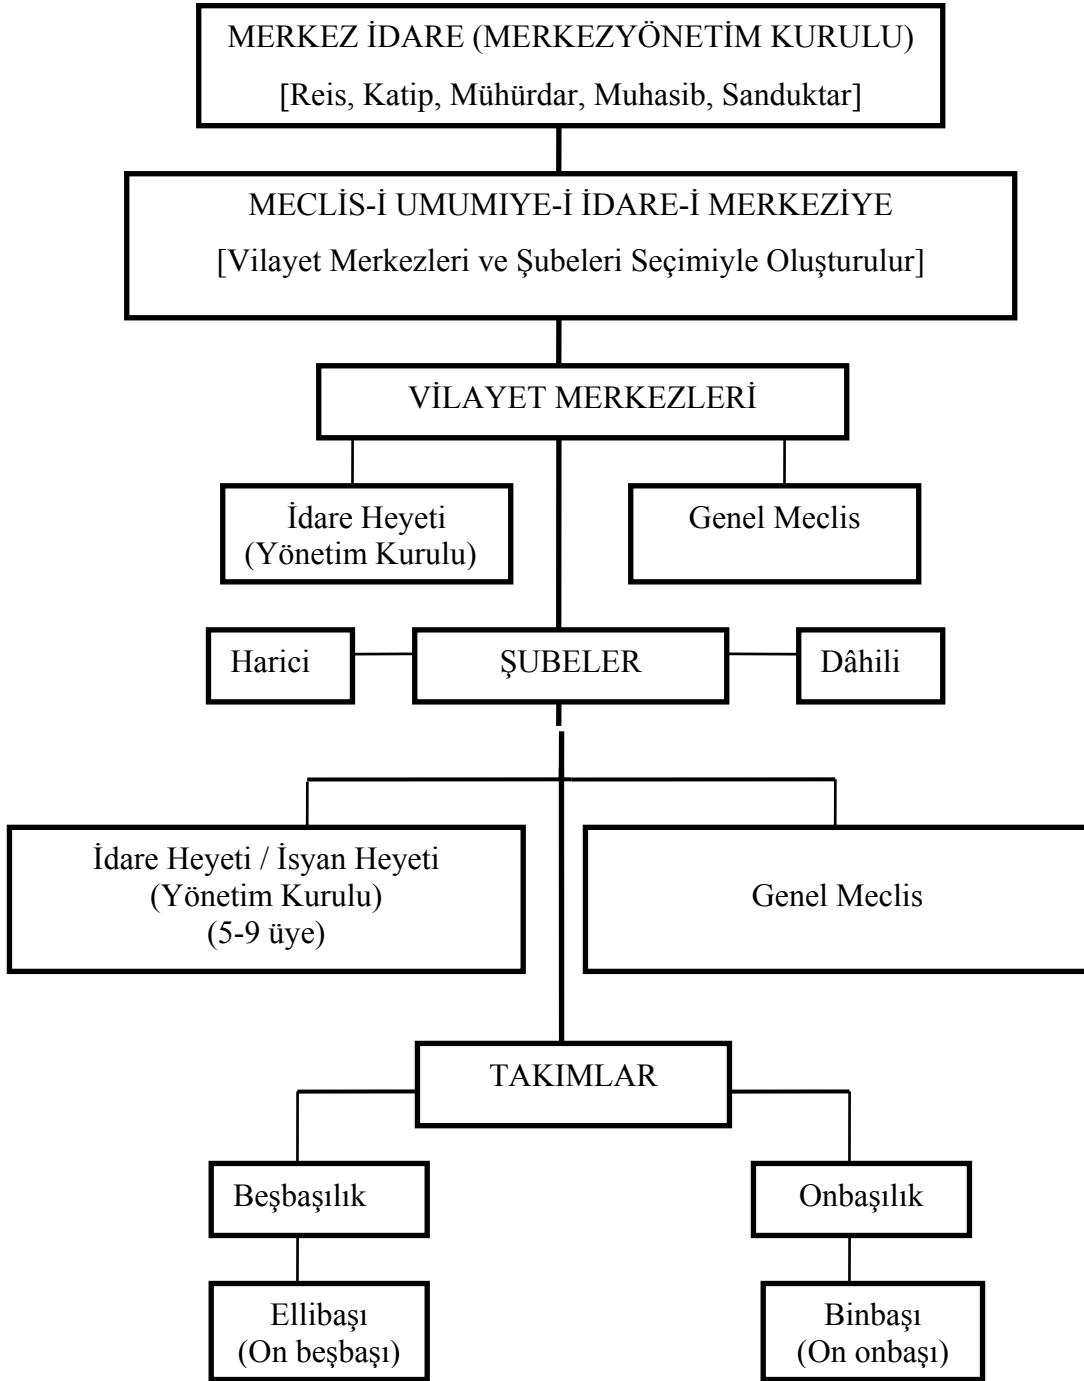 MERKEZ İDARE (MERKEZYÖNETİM KURULU)
[Reis, Katip, Mühürdar, Muhasib, Sanduktar]
MECLİS-İ UMUMIYE-İ İDARE-İ MERKEZİYE
[Vilayet Merkezleri ve Şubeleri Seçimiyle Oluşturulur]
VİLAYET MERKEZLERİ
İdare Heyeti
(Yönetim Kurulu)
Genel Meclis
Harici
ŞUBELER
Dâhili
İdare Heyeti / İsyan Heyeti
(Yönetim Kurulu)
(5-9 üye)
Genel Meclis
TAKIMLAR
Beşbaşılık
Onbaşılık
Ellibaşı
(On beşbaşı)
Binbaşı
(On onbaşı)